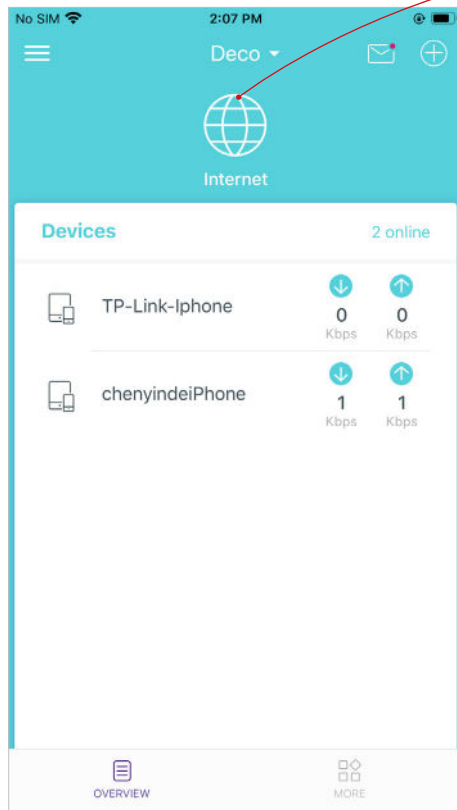 No SIM 2:07 PM
Deco
Internet
Devices 2 online
TP-Link-Iphone 0 Kbps 0 Kbps
chenyindeiPhone 1 Kbps 1 Kbps
OVERVIEW MORE